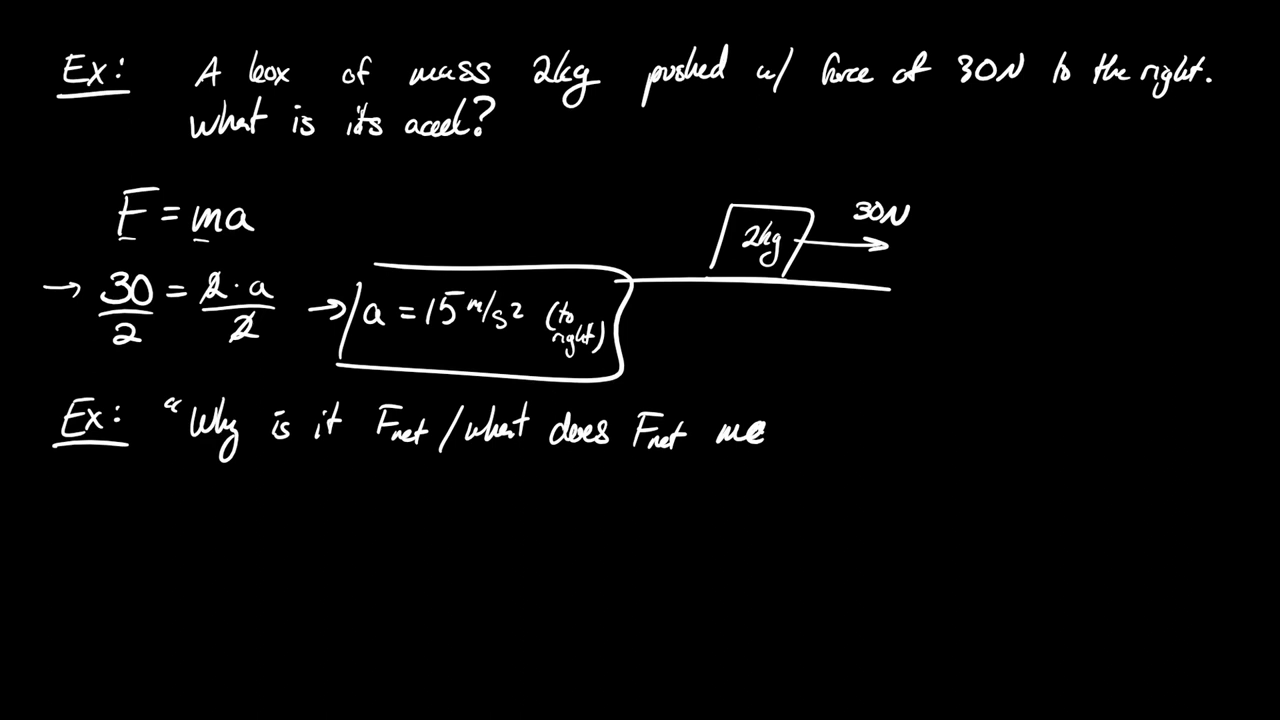 Ex: A box of mass 2kg pushed w/ force of 30N to the right.
What is its accel?
F = ma
30N
2kg
→ 30/2 = 2·a/2 → a = 15 m/s² (to right)
Ex: "Why is it Fnet/what does Fnet me